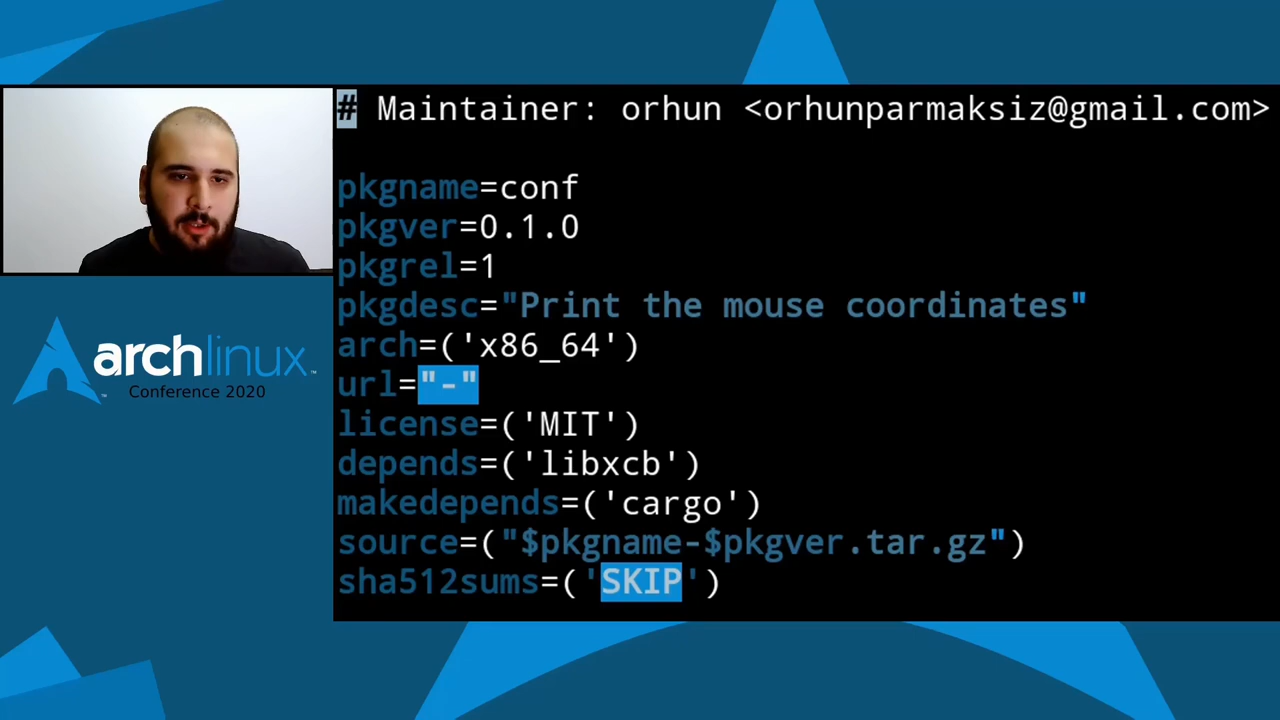 # Maintainer: orhun <orhunparmaksiz@gmail.com>
pkgname=conf
pkgver=0.1.0
pkgrel=1
pkgdesc="Print the mouse coordinates"
arch=('x86_64')
url="-"
license=('MIT')
depends=('libxcb')
makedepends=('cargo')
source=("$pkgname-$pkgver.tar.gz")
sha512sums=('SKIP')
archlinux™
Conference 2020